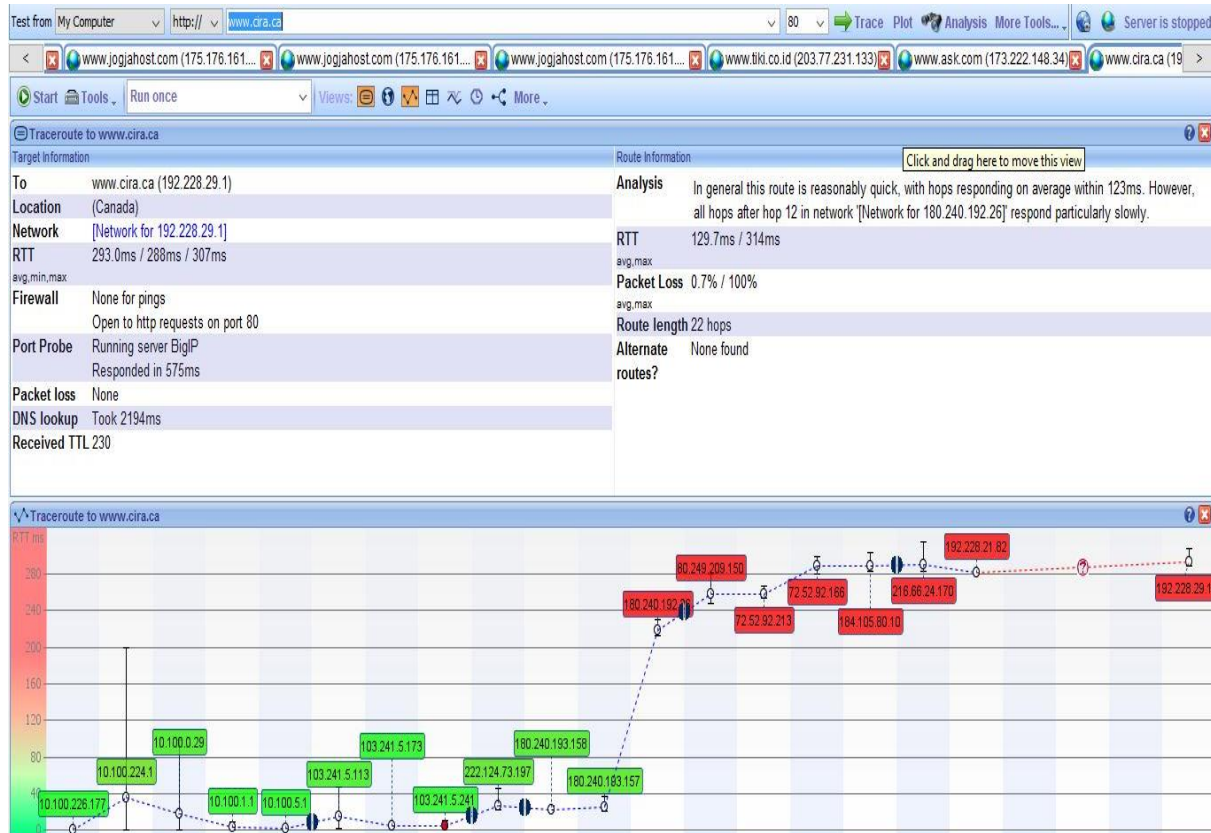 Test from My Computer http:// www.cira.ca 80 Trace Plot Analysis More Tools... Server is stopped
< www.jogjahost.com (175.176.161.... www.jogjahost.com (175.176.161.... www.jogjahost.com (175.176.161.... www.tiki.co.id (203.77.231.133) www.ask.com (173.222.148.34) www.cira.ca (19 >
Start Tools Run once Views: More
Traceroute to www.cira.ca
Target Information
To www.cira.ca (192.228.29.1)
Location (Canada)
Network [Network for 192.228.29.1]
RTT 293.0ms / 288ms / 307ms
avg,min,max
Firewall None for pings
Open to http requests on port 80
Port Probe Running server BigIP
Responded in 575ms
Packet loss None
DNS lookup Took 2194ms
Received TTL 230
Route Information
Click and drag here to move this view
Analysis In general this route is reasonably quick, with hops responding on average within 123ms. However,
all hops after hop 12 in network '[Network for 180.240.192.26]' respond particularly slowly.
RTT 129.7ms / 314ms
avg,max
Packet Loss 0.7% / 100%
avg,max
Route length 22 hops
Alternate None found
routes?
Traceroute to www.cira.ca
RTT ms
280
240
200
160
120
80
40
0
10.100.226.177
10.100.224.1
10.100.0.29
10.100.1.1
10.100.5.1
103.241.5.113
103.241.5.173
103.241.5.241
222.124.73.197
180.240.193.158
180.240.193.157
80.249.209.150
72.52.92.213
72.52.92.166
184.105.80.10
216.66.24.170
192.228.21.82
?
192.228.29.1